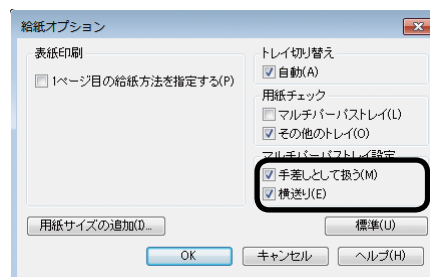 給紙オプション
表紙印刷
1ページ目の給紙方法を指定する(P)
トレイ切り替え
自動(A)
用紙チェック
マルチパーパストレイ(L)
その他のトレイ(O)
マルチパーパストレイ設定
手差しとして扱う(M)
横送り(E)
用紙サイズの追加(I)...
標準(U)
OK
キャンセル
ヘルプ(H)